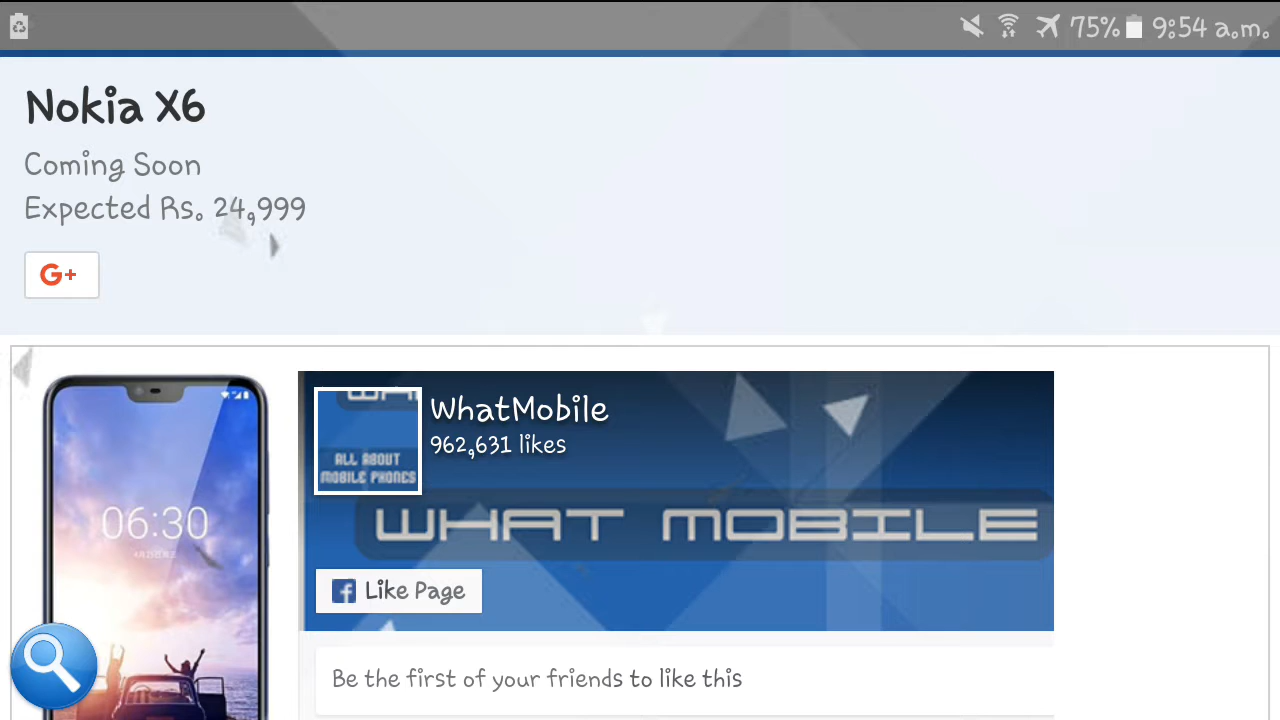 75% 9:54 a.m.
Nokia X6
Coming Soon
Expected Rs. 24,999
G+
06:30
WhatMobile
962,631 likes
ALL ABOUT
MOBILE PHONES
WHAT MOBILE
Like Page
Be the first of your friends to like this